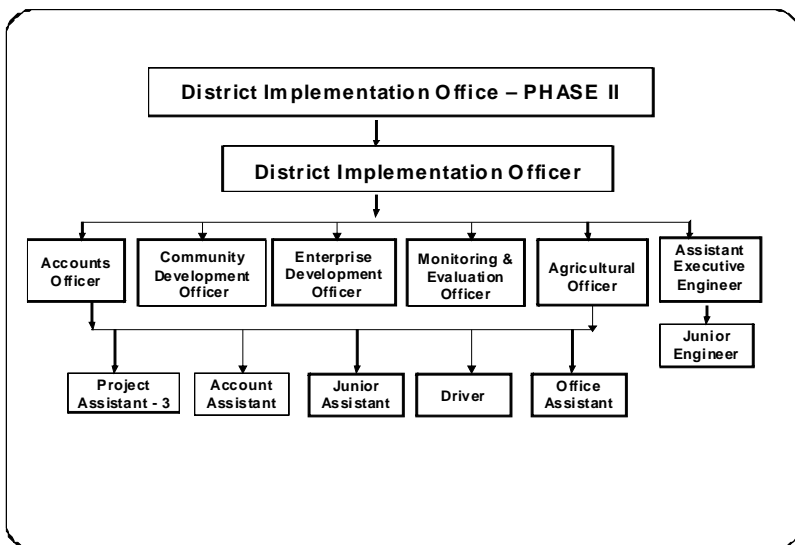 District Implementation Office – PHASE II
District Implementation Officer
Accounts
Officer
Community
Development
Officer
Enterprise
Development
Officer
Monitoring &
Evaluation
Officer
Agricultural
Officer
Assistant
Executive
Engineer
Junior
Engineer
Project
Assistant - 3
Account
Assistant
Junior
Assistant
Driver
Office
Assistant